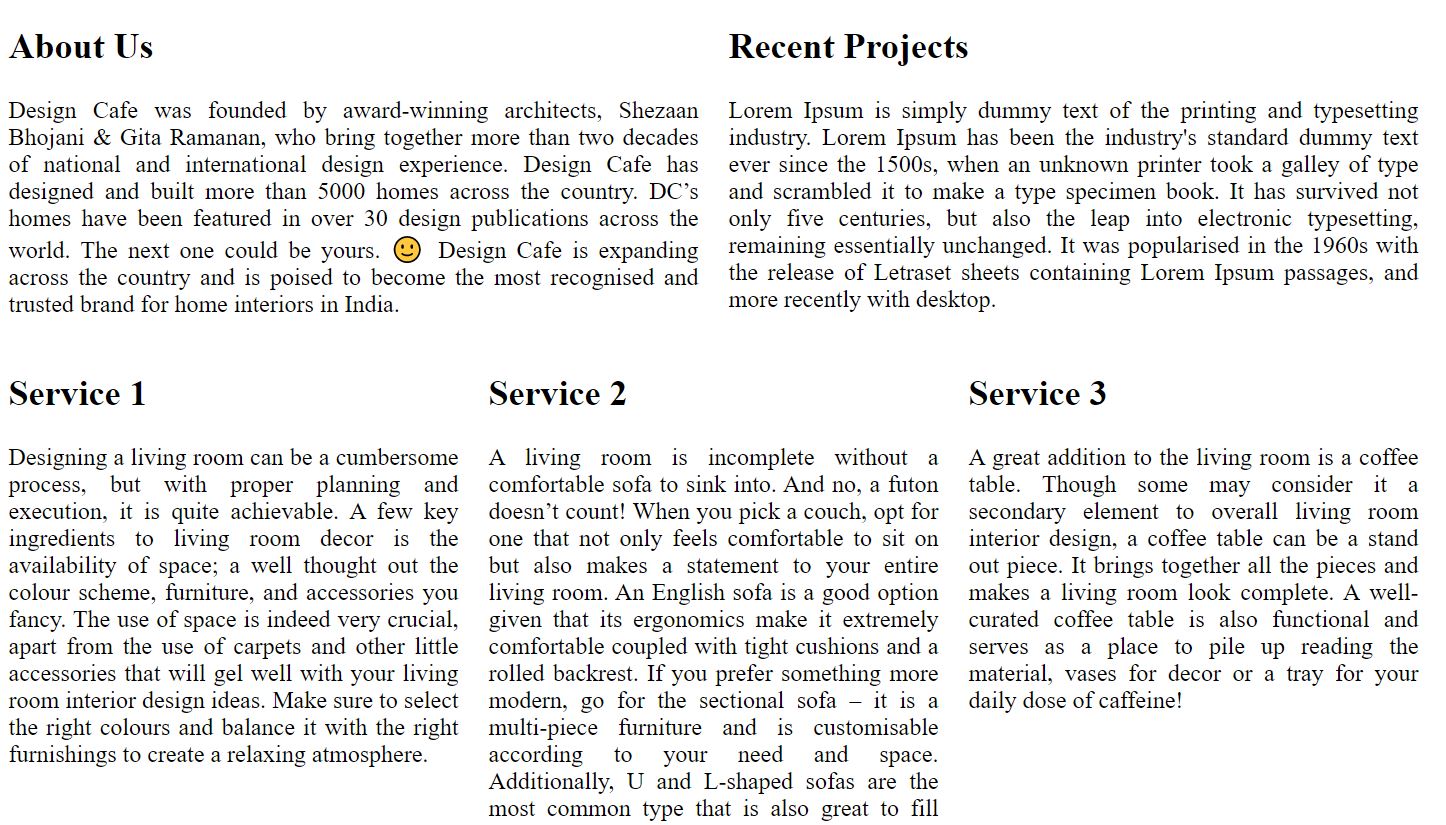 About Us
Design Cafe was founded by award-winning architects, Shezaan
Bhojani & Gita Ramanan, who bring together more than two decades
of national and international design experience. Design Cafe has
designed and built more than 5000 homes across the country. DC’s
homes have been featured in over 30 design publications across the
world. The next one could be yours. 🙂 Design Cafe is expanding
across the country and is poised to become the most recognised and
trusted brand for home interiors in India.
Recent Projects
Lorem Ipsum is simply dummy text of the printing and typesetting
industry. Lorem Ipsum has been the industry's standard dummy text
ever since the 1500s, when an unknown printer took a galley of type
and scrambled it to make a type specimen book. It has survived not
only five centuries, but also the leap into electronic typesetting,
remaining essentially unchanged. It was popularised in the 1960s with
the release of Letraset sheets containing Lorem Ipsum passages, and
more recently with desktop.
Service 1
Designing a living room can be a cumbersome
process, but with proper planning and
execution, it is quite achievable. A few key
ingredients to living room decor is the
availability of space; a well thought out the
colour scheme, furniture, and accessories you
fancy. The use of space is indeed very crucial,
apart from the use of carpets and other little
accessories that will gel well with your living
room interior design ideas. Make sure to select
the right colours and balance it with the right
furnishings to create a relaxing atmosphere.
Service 2
A living room is incomplete without a
comfortable sofa to sink into. And no, a futon
doesn’t count! When you pick a couch, opt for
one that not only feels comfortable to sit on
but also makes a statement to your entire
living room. An English sofa is a good option
given that its ergonomics make it extremely
comfortable coupled with tight cushions and a
rolled backrest. If you prefer something more
modern, go for the sectional sofa – it is a
multi-piece furniture and is customisable
according to your need and space.
Additionally, U and L-shaped sofas are the
most common type that is also great to fill
Service 3
A great addition to the living room is a coffee
table. Though some may consider it a
secondary element to overall living room
interior design, a coffee table can be a stand
out piece. It brings together all the pieces and
makes a living room look complete. A well-
curated coffee table is also functional and
serves as a place to pile up reading the
material, vases for decor or a tray for your
daily dose of caffeine!